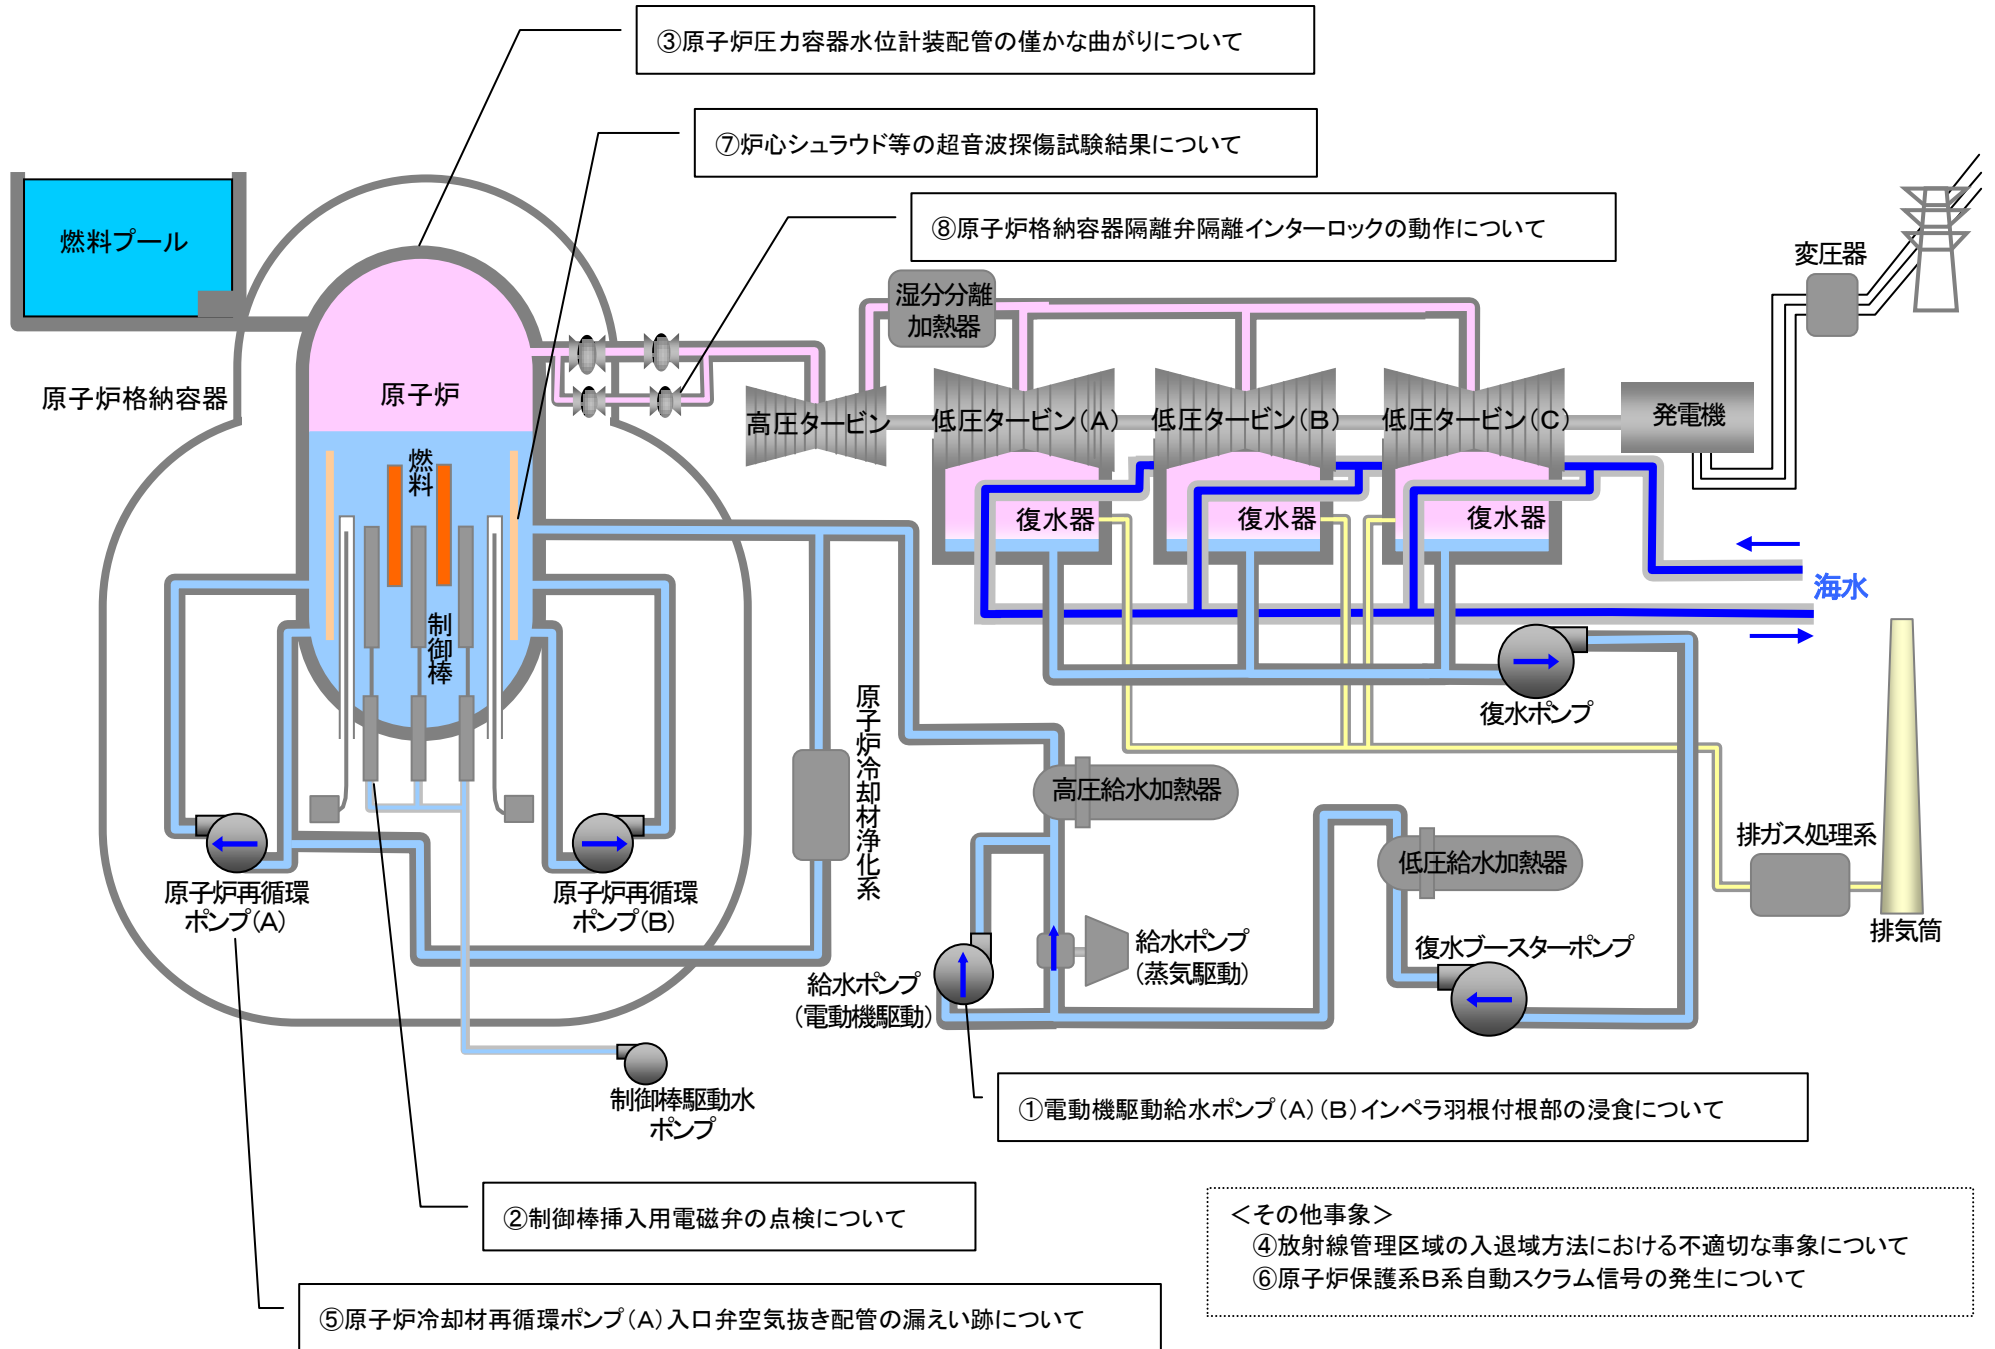 ③原子炉圧力容器水位計装配管の僅かな曲がりについて
⑦炉心シュラウド等の超音波探傷試験結果について
⑧原子炉格納容器隔離弁隔離インターロックの動作について
燃料プール
変圧器
湿分分離
加熱器
原子炉格納容器
原子炉
高圧タービン
低圧タービン(A)
低圧タービン(B)
低圧タービン(C)
発電機
燃料
復水器
復水器
復水器
海水
制御棒
復水ポンプ
原子炉冷却材浄化系
高圧給水加熱器
低圧給水加熱器
排ガス処理系
排気筒
原子炉再循環
ポンプ(A)
原子炉再循環
ポンプ(B)
給水ポンプ
(蒸気駆動)
復水ブースターポンプ
給水ポンプ
(電動機駆動)
制御棒駆動水
ポンプ
①電動機駆動給水ポンプ(A)(B)インペラ羽根付根部の浸食について
②制御棒挿入用電磁弁の点検について
<その他事象>
④放射線管理区域の入退域方法における不適切な事象について
⑥原子炉保護系B系自動スクラム信号の発生について
⑤原子炉冷却材再循環ポンプ(A)入口弁空気抜き配管の漏えい跡について